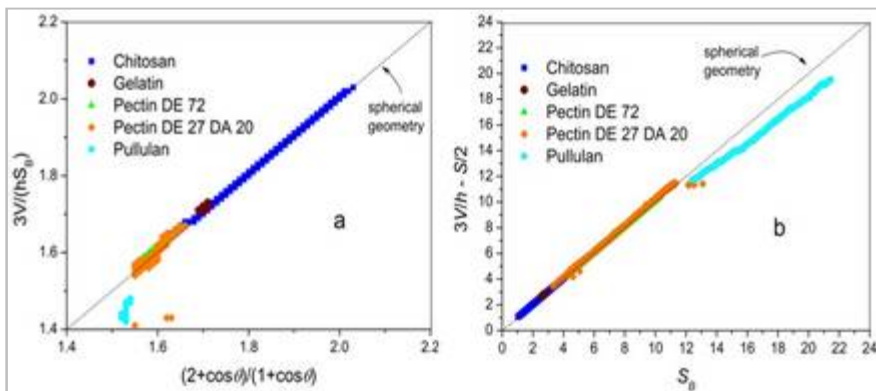 3V/(hS_B)
2.2
2.0
1.8
1.6
1.4
Chitosan
Gelatin
Pectin DE 72
Pectin DE 27 DA 20
Pullulan
spherical
geometry
a
1.4 1.6 1.8 2.0 2.2
(2+cosθ)/(1+cosθ)
3V/h - S/2
24
22
20
18
16
14
12
10
8
6
4
2
0
Chitosan
Gelatin
Pectin DE 72
Pectin DE 27 DA 20
Pullulan
spherical
geometry
b
0 2 4 6 8 10 12 14 16 18 20 22 24
S_B